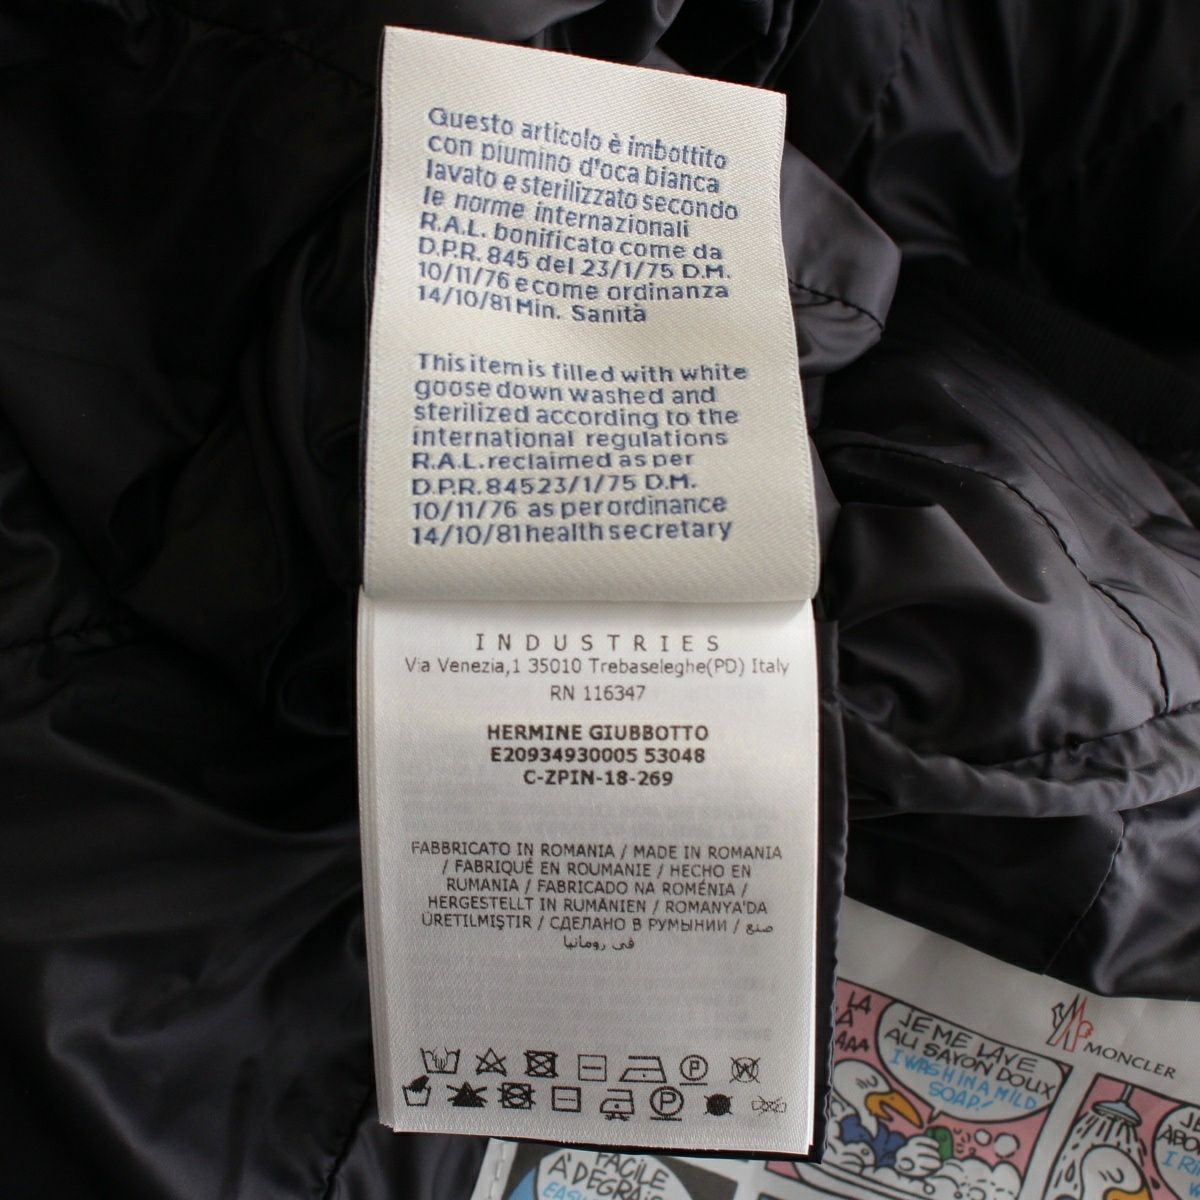 Questo articolo è imbottito
con piumino d'oca bianca
lavato e sterilizzato secondo
le norme internazionali
R.A.L. bonificato come da
D.P.R. 845 del 23/1/75 D.M.
10/11/76 e come ordinanza
14/10/81 Min. Sanità
This item is filled with white
goose down washed and
sterilized according to the
international regulations
R.A.L. reclaimed as per
D.P.R. 845 23/1/75 D.M.
10/11/76 as per ordinance
14/10/81 health secretary
INDUSTRIES
Via Venezia,1 35010 Trebaseleghe(PD) Italy
RN 116347
HERMINE GIUBBOTTO
E20934930005 53048
C-ZPIN-18-269
FABBRICATO IN ROMANIA / MADE IN ROMANIA
/ FABRIQUÉ EN ROUMANIE / HECHO EN
RUMANIA / FABRICADO NA ROMÉNIA /
HERGESTELLT IN RUMÄNIEN / ROMANYA'DA
ÜRETILMIŞTIR / СДЕЛАНО В РУМЫНИИ / صنع
في رومانيا
P W
P
MONCLER
LA
JE ME LAVE
AU SAVON DOUX
I WASH IN A MILD
SOAP!
FACILE
À DÉGRAIS